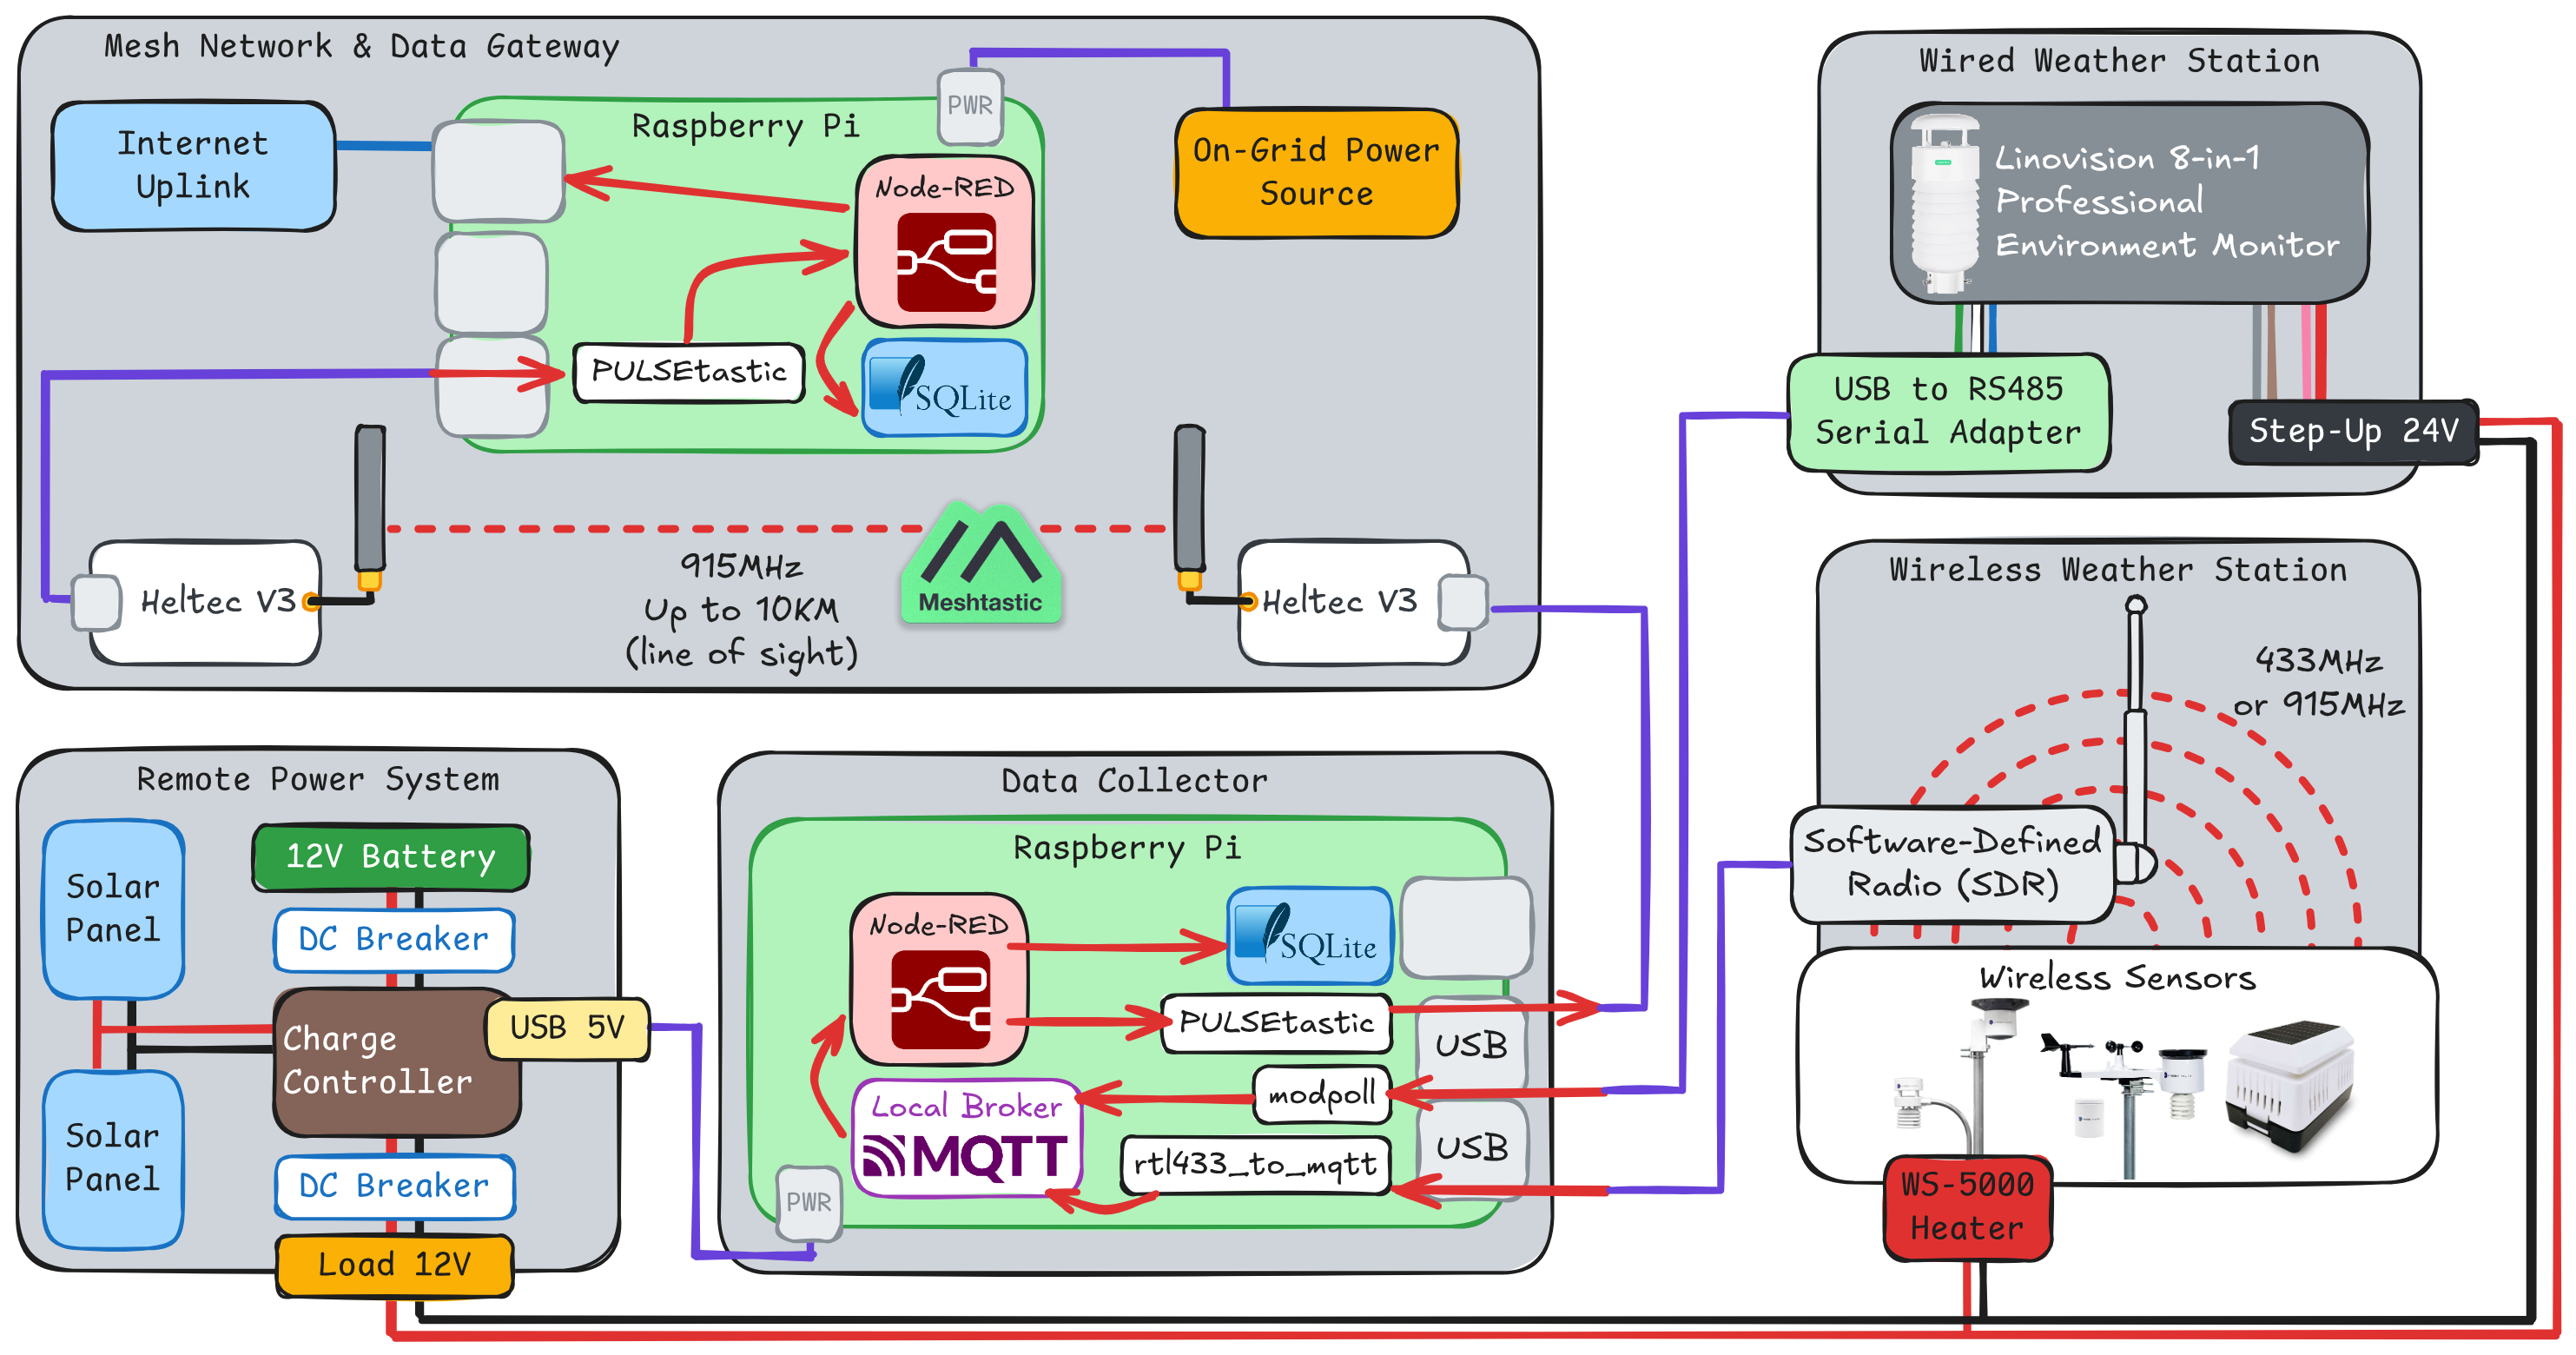 Mesh Network & Data Gateway
Internet
Uplink
Raspberry Pi
PWR
Node-RED
PULSEtastic
SQLite
On-Grid Power
Source
Heltec V3
915MHz
Up to 10KM
(line of sight)
Meshtastic
Heltec V3
Wired Weather Station
Linovision 8-in-1
Professional
Environment Monitor
USB to RS485
Serial Adapter
Step-Up 24V
Wireless Weather Station
433MHz
or 915MHz
Software-Defined
Radio (SDR)
Wireless Sensors
WS-5000
Heater
Remote Power System
Solar
Panel
12V Battery
DC Breaker
Charge
Controller
USB 5V
Solar
Panel
DC Breaker
Load 12V
Data Collector
Raspberry Pi
Node-RED
SQLite
PULSEtastic
USB
modpoll
Local Broker
MQTT
rtl433_to_mqtt
USB
PWR